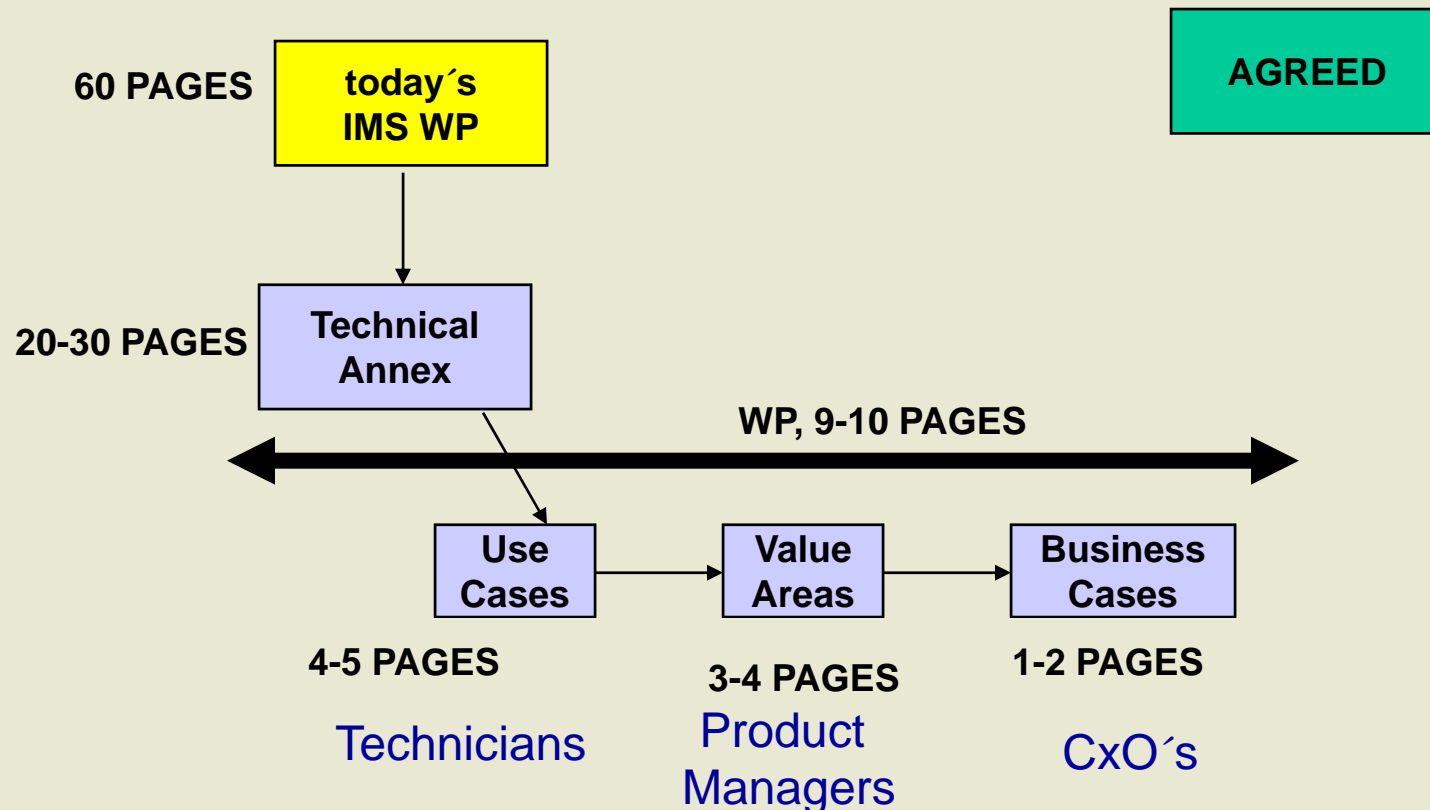 60 PAGES
today´s
IMS WP
AGREED
20-30 PAGES
Technical
Annex
WP, 9-10 PAGES
Use
Cases
Value
Areas
Business
Cases
4-5 PAGES
3-4 PAGES
1-2 PAGES
Technicians
Product
Managers
CxO´s